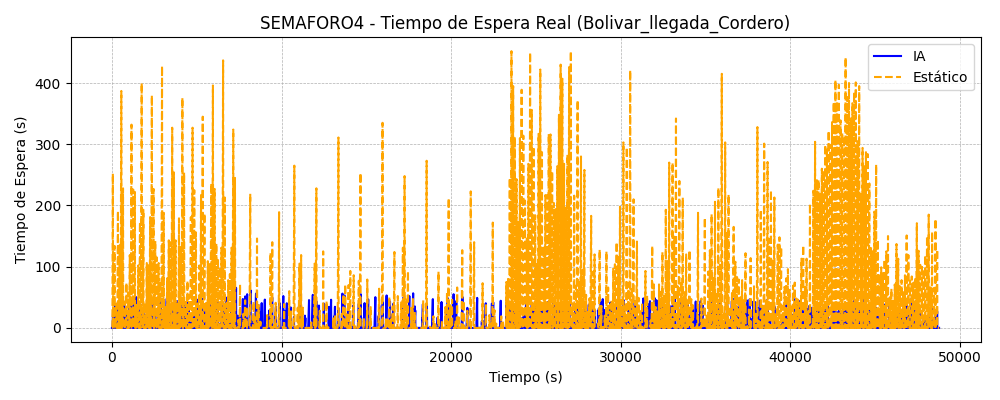 SEMAFORO4 - Tiempo de Espera Real (Bolivar_llegada_Cordero)
IA
Estático
Tiempo de Espera (s)
400
300
200
100
0
0 10000 20000 30000 40000 50000
Tiempo (s)